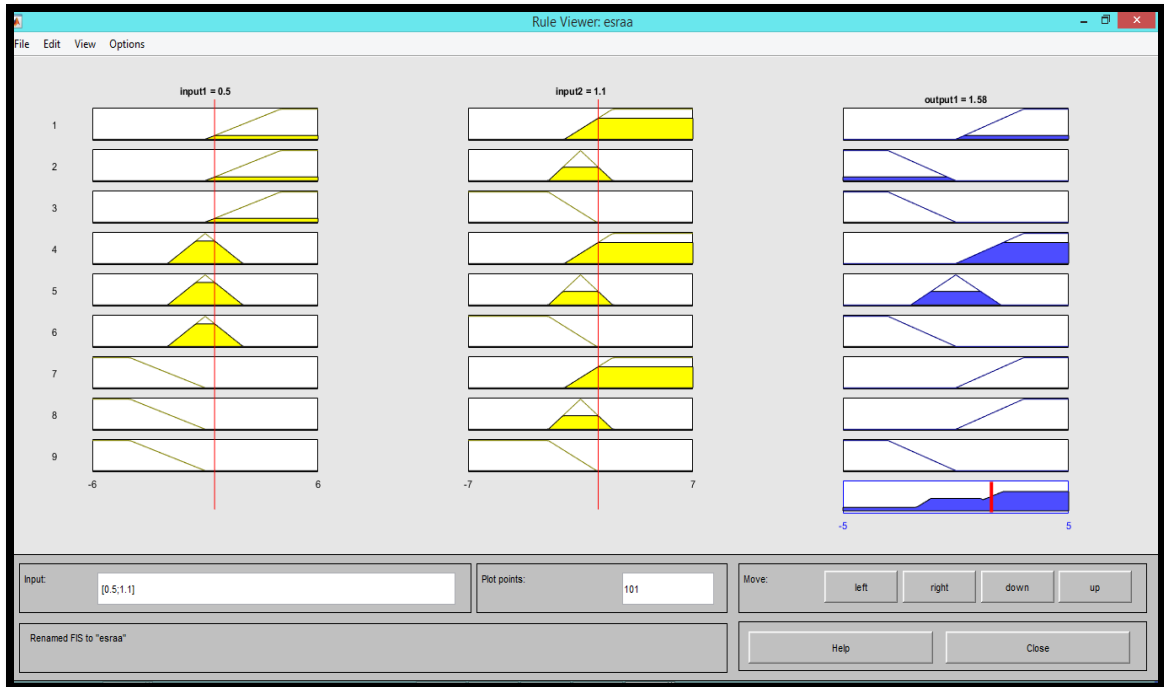 Rule Viewer: esraa
File Edit View Options
input1 = 0.5
input2 = 1.1
output1 = 1.58
1
2
3
4
5
6
7
8
9
-6 6
-7 7
-5 5
Input:
[0.5;1.1]
Plot points:
101
Move:
left right down up
Renamed FIS to "esraa"
Help Close